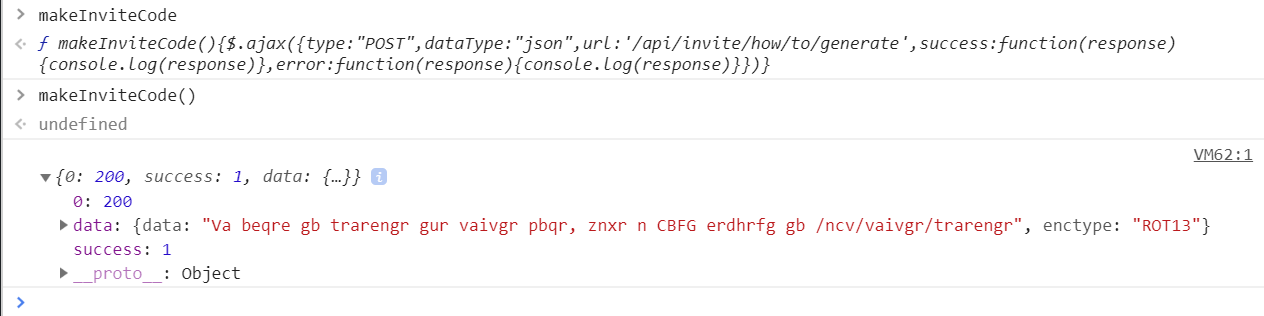 makeInviteCode
ƒ makeInviteCode(){$.ajax({type:"POST",dataType:"json",url:'/api/invite/how/to/generate',success:function(response)
{console.log(response)},error:function(response){console.log(response)}})}
makeInviteCode()
undefined
VM62:1
{0: 200, success: 1, data: {…}} i
0: 200
data: {data: "Va beqre gb trarengr gur vaivgr pbqr, znxr n CBFG erdhrfg gb /ncv/vaivgr/trarengr", enctype: "ROT13"}
success: 1
__proto__: Object